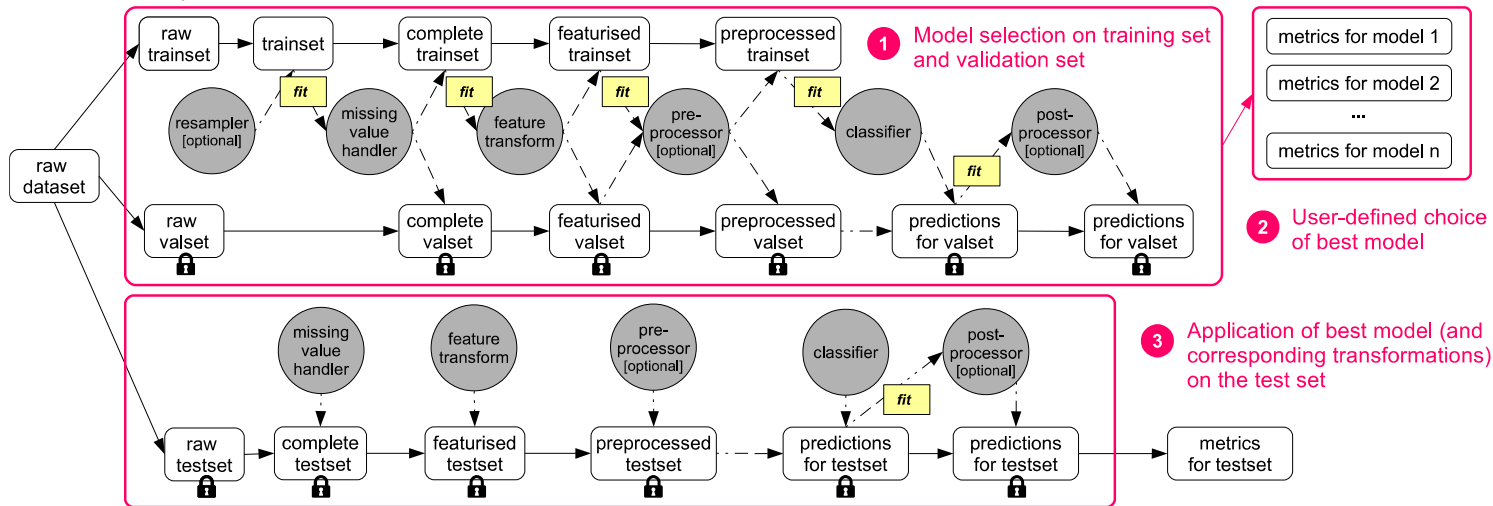 raw
trainset
trainset
complete
trainset
featurised
trainset
preprocessed
trainset
1
Model selection on training set
and validation set
metrics for model 1
metrics for model 2
...
metrics for model n
fit
fit
fit
fit
resampler
[optional]
missing
value
handler
feature
transform
pre-
processor
[optional]
classifier
post-
processor
[optional]
fit
raw
dataset
raw
valset
complete
valset
featurised
valset
preprocessed
valset
predictions
for valset
predictions
for valset
2
User-defined choice
of best model
missing
value
handler
feature
transform
pre-
processor
[optional]
classifier
post-
processor
[optional]
fit
3
Application of best model (and
corresponding transformations)
on the test set
raw
testset
complete
testset
featurised
testset
preprocessed
testset
predictions
for testset
predictions
for testset
metrics
for testset